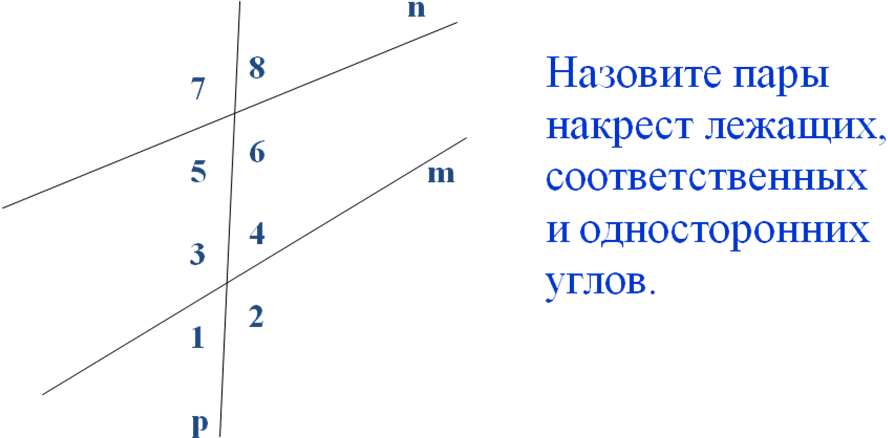 n
8
7
6
5
m
4
3
2
1
p
Назовите пары
накрест лежащих,
соответственных
и односторонних
углов.